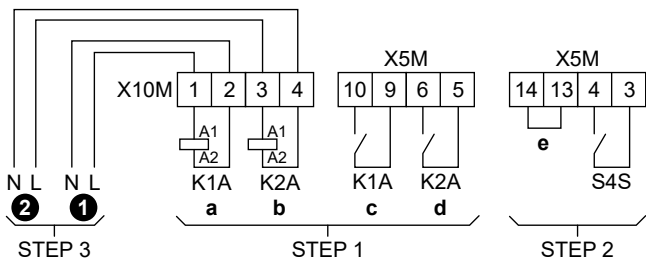 X5M X5M
X10M 1 2 3 4 10 9 6 5 14 13 4 3
A1 A1
A2 A2
e
N L N L K1A K2A K1A K2A S4S
2 1 a b c d
STEP 3 STEP 1 STEP 2